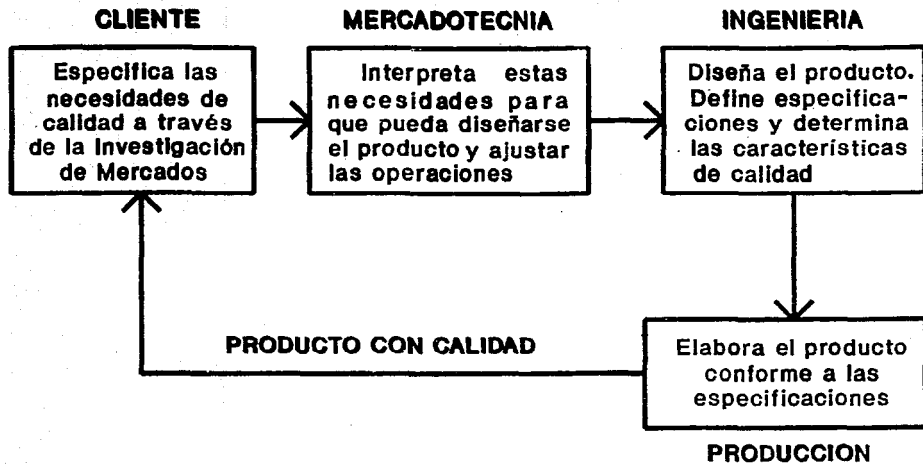 CLIENTE
Especifica las
necesidades de
calidad a través
de la Investigación
de Mercados
MERCADOTECNIA
Interpreta estas
necesidades para
que pueda diseñarse
el producto y ajustar
las operaciones
INGENIERIA
Diseña el producto.
Define especifica-
ciones y determina
las características
de calidad
PRODUCTO CON CALIDAD
Elabora el producto
conforme a las
especificaciones
PRODUCCION